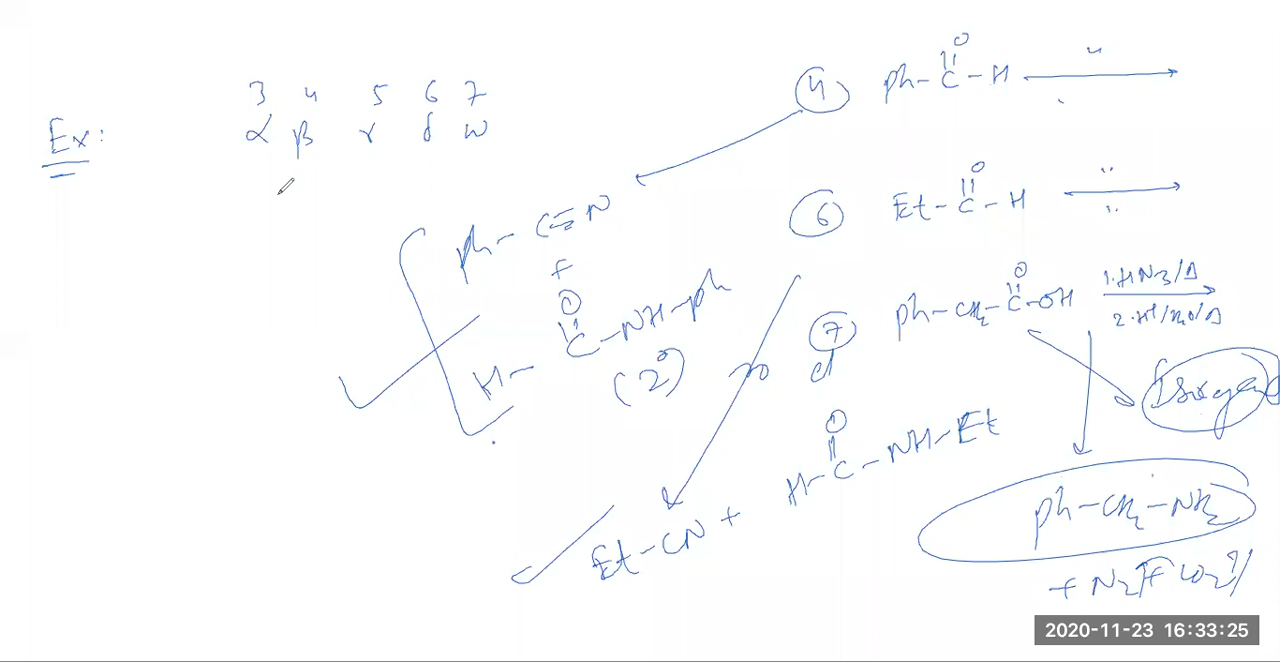 Ex:
3 4 5 6 7
α β γ δ ω
4 Ph-C-H
O
"
6 Et-C-H
O
"
"
Ph-C≡N
+
O
H-C-NH-Ph
(2°)
7 Ph-CH2-C-OH
O
1. HN3/Δ
2. H+/H2O/Δ
O
H-C-NH-Et
Et-CN +
Ph-CH2-NH2
+ N2↑ + CO2↑
2020-11-23 16:33:25